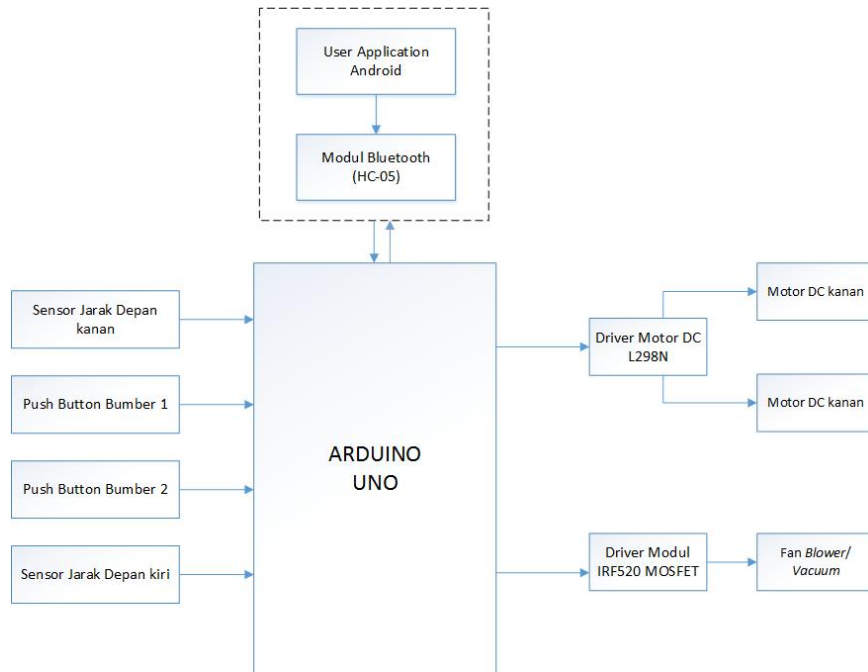 User Application
Android
Modul Bluetooth
(HC-05)
Sensor Jarak Depan
kanan
Push Button Bumber 1
Push Button Bumber 2
Sensor Jarak Depan kiri
ARDUINO
UNO
Driver Motor DC
L298N
Motor DC kanan
Motor DC kanan
Driver Modul
IRF520 MOSFET
Fan Blower/
Vacuum